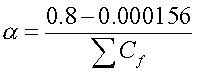 α = (0.8 − 0.000156) / ∑ C_f